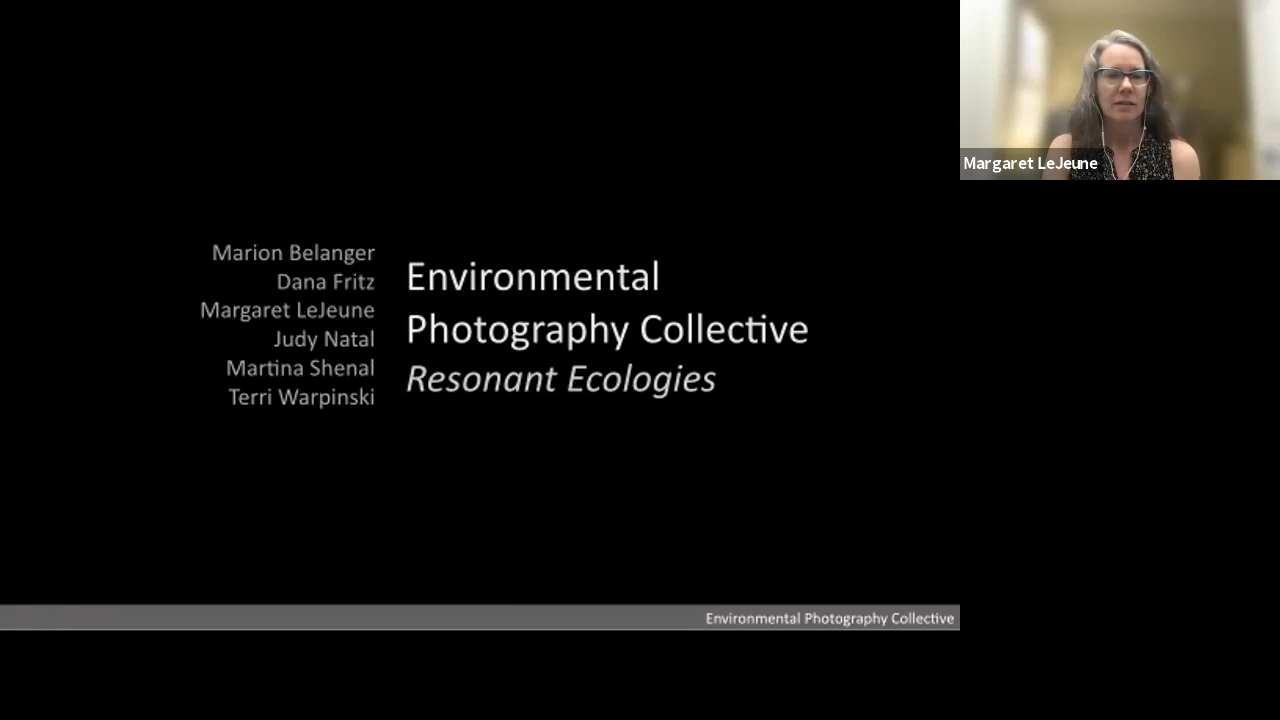 Margaret LeJeune
Marion Belanger
Dana Fritz
Margaret LeJeune
Judy Natal
Martina Shenal
Terri Warpinski
Environmental
Photography Collective
Resonant Ecologies
Environmental Photography Collective